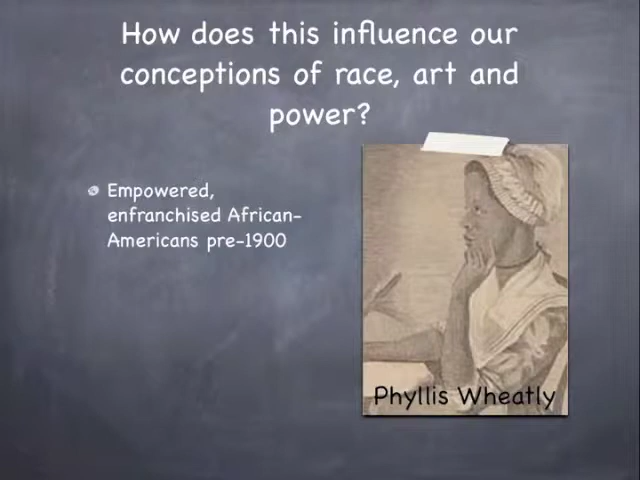 How does this influence our
conceptions of race, art and
power?
Empowered,
enfranchised African-
Americans pre-1900
Phyllis Wheatly